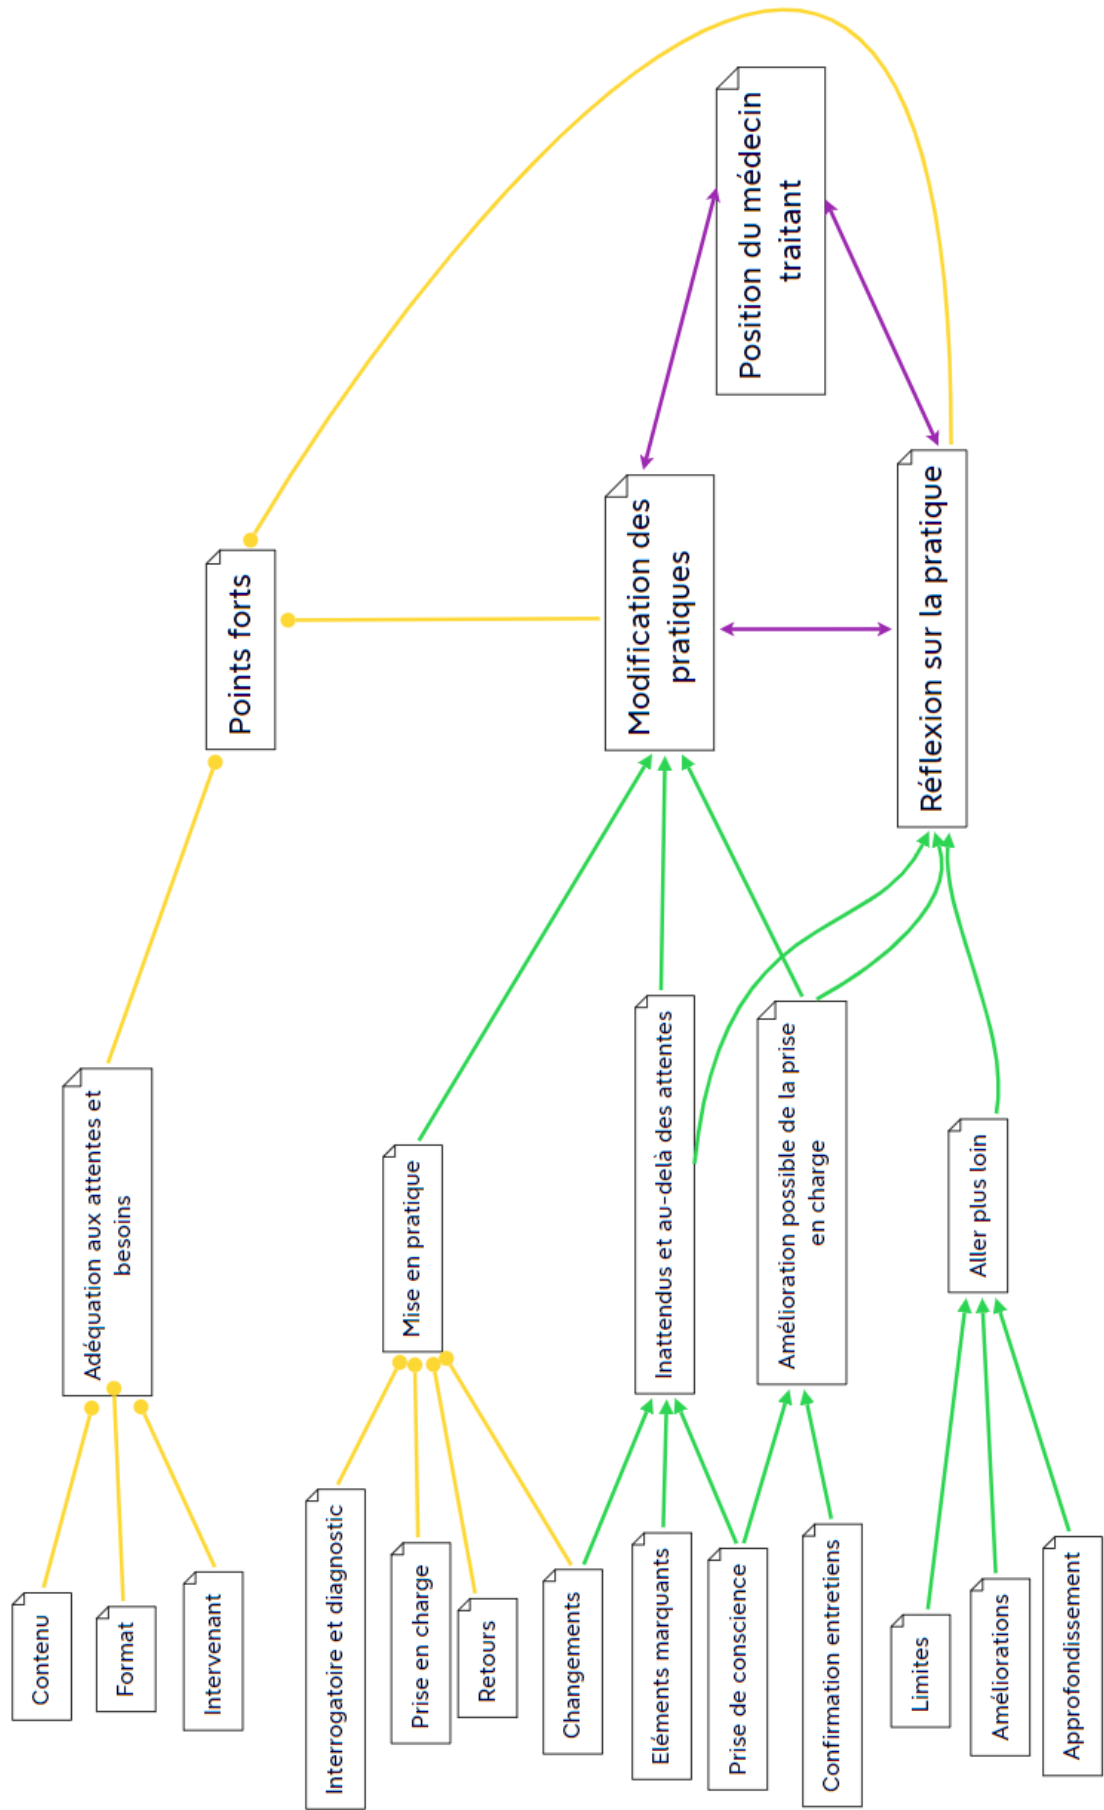 Contenu
Format
Intervenant
Interrogatoire et diagnostic
Prise en charge
Retours
Changements
Eléments marquants
Prise de conscience
Confirmation entretiens
Limites
Améliorations
Approfondissement
Adéquation aux attentes et
besoins
Mise en pratique
Inattendus et au-delà des attentes
Amélioration possible de la prise
en charge
Aller plus loin
Points forts
Modification des
pratiques
Réflexion sur la pratique
Position du médecin
traitant